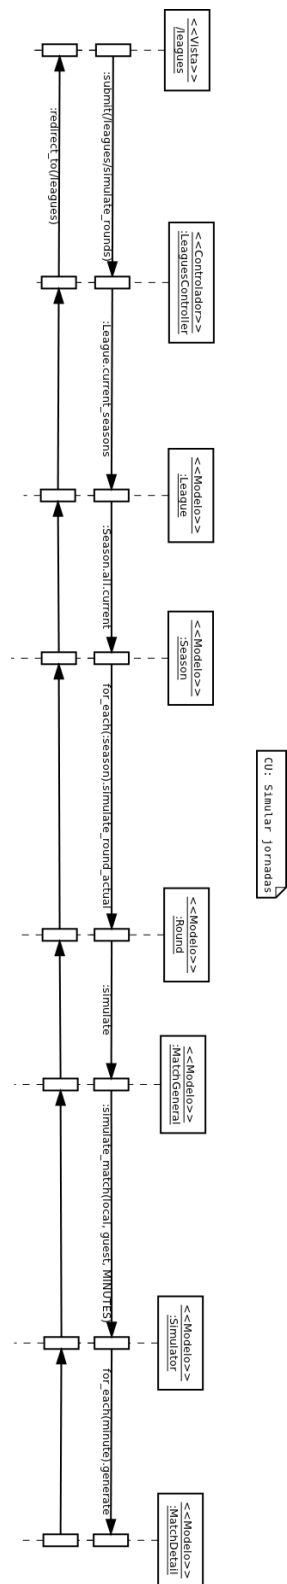 CU: Simular jornadas
<<Vista>>
/leagues
<<Controlador>>
:LeaguesController
<<Modelo>>
:League
<<Modelo>>
:Season
<<Modelo>>
:Round
<<Modelo>>
:MatchGeneral
<<Modelo>>
:Simulator
<<Modelo>>
:MatchDetail
:submit(/leagues/simulate_rounds)
:League.current_seasons
:Season.all.current
for_each(:season).simulate_round_actual
:simulate
:simulate_match(local, guest, MINUTES)
for_each(minute).generate
:redirect_to(/leagues)